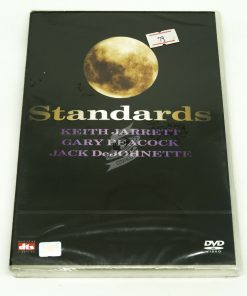 Standards
KEITH JARRETT
GARY PEACOCK
JACK DeJOHNETTE
dts
DVD
VIDEO